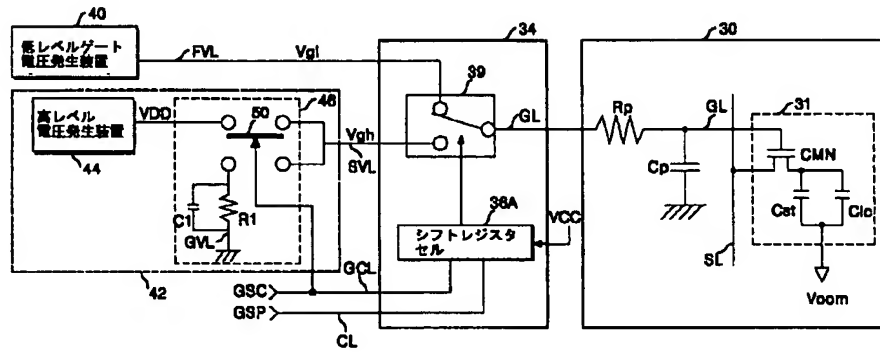 40
低レベルゲート
電圧発生装置
FVL
Vgl
34
30
39
46
高レベル
電圧発生装置
44
VDD
50
Vgh
SVL
GL
Rp
GL
31
Cp
CMN
Cst
Clc
C1
R1
GVL
36A
VCC
シフトレジスタ
セル
42
GSC
GCL
GSP
CL
SL
Vcom